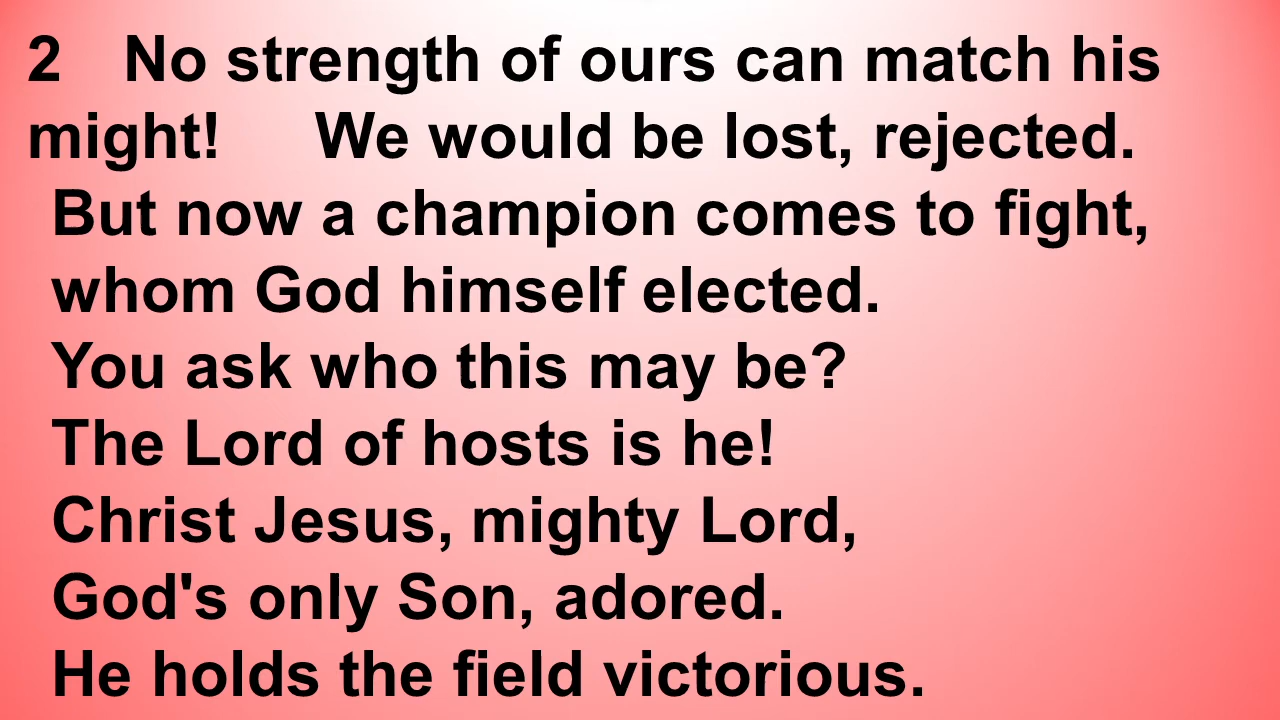 2 No strength of ours can match his
might! We would be lost, rejected.
But now a champion comes to fight,
whom God himself elected.
You ask who this may be?
The Lord of hosts is he!
Christ Jesus, mighty Lord,
God's only Son, adored.
He holds the field victorious.